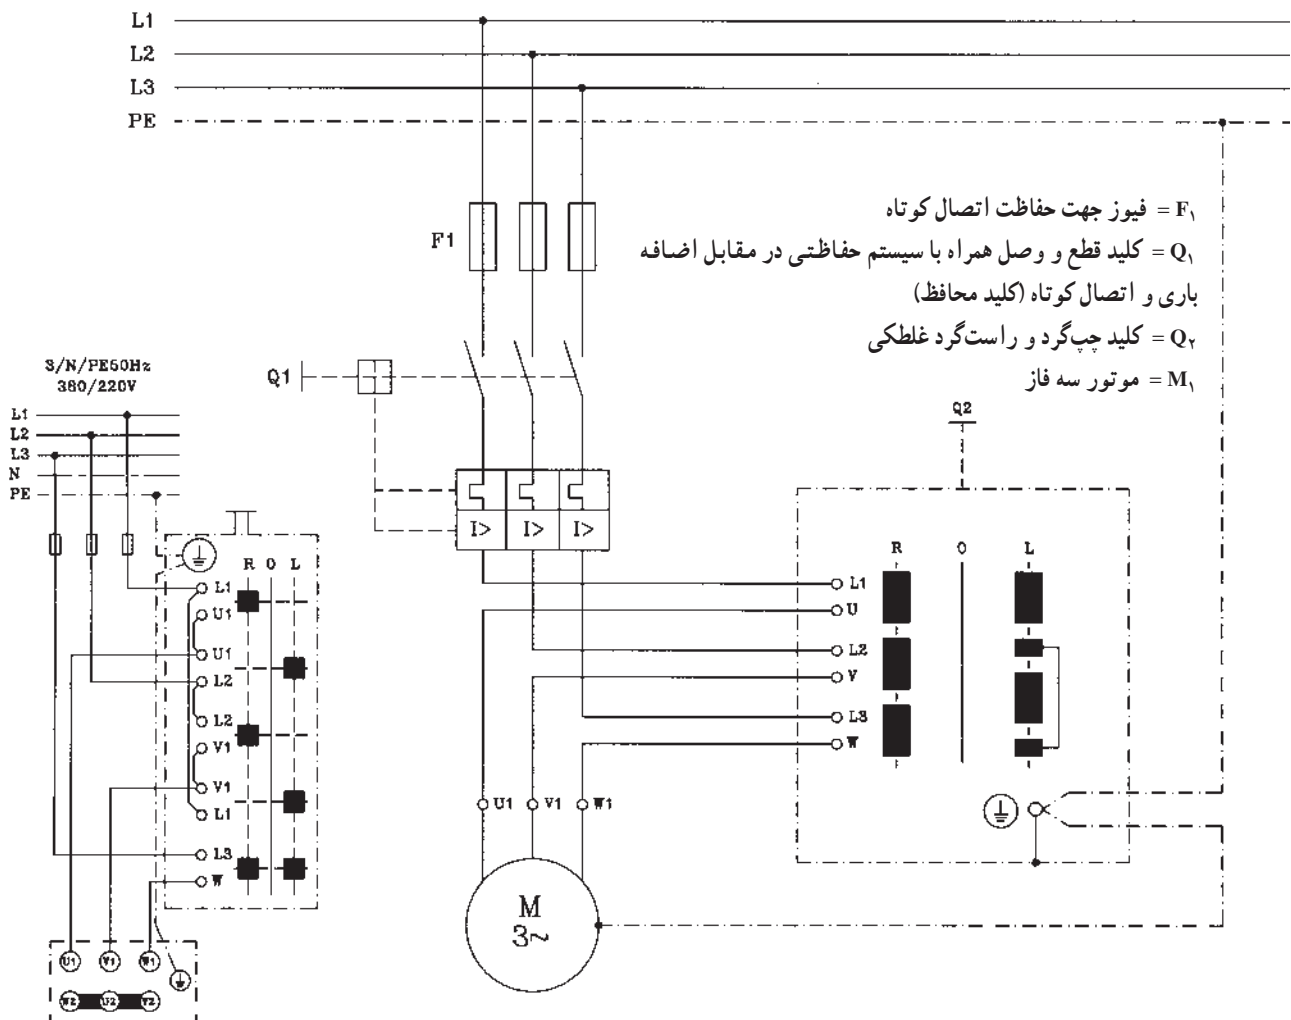 L1
L2
L3
PE
F₁ = فیوز جهت حفاظت اتصال کوتاه
Q₁ = کلید قطع و وصل همراه با سیستم حفاظتی در مقابل اضافه
باری و اتصال کوتاه (کلید محافظ)
Q₂ = کلید چپ‌گرد و راست‌گرد غلطکی
M₁ = موتور سه فاز
F1
Q1
I> I> I>
Q2
R 0 L
L1
U
L2
V
L3
W
U1 V1 W1
M
3~
3/N/PE50Hz
380/220V
L1
L2
L3
N
PE
R 0 L
L1
U1
U1
L2
L2
V1
V1
L1
L3
W
U1 V1 W1
W2 U2 V2